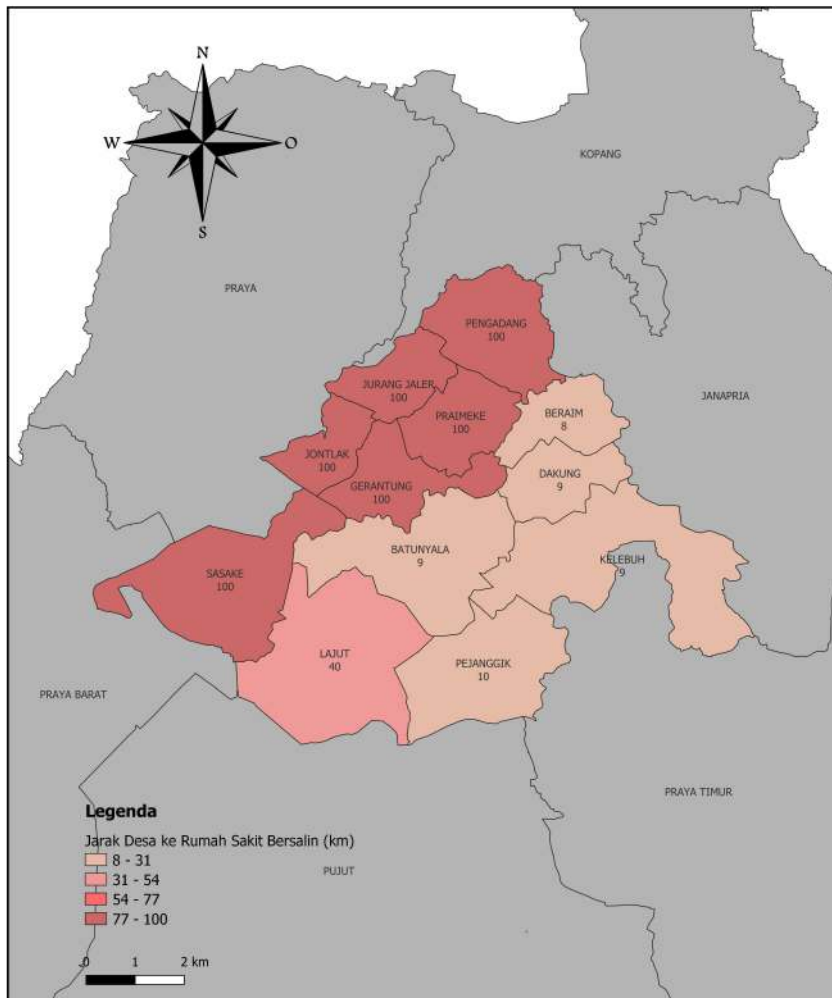 N
W
O
S
KOPANG
PRAYA
PENGADANG
100
JURANG JALER
100
PRAIMEKE
100
BERAIM
8
JANAPRIA
JONTLAK
100
GERANTUNG
100
DAKUNG
9
BATUNYALA
9
KELEBUH
9
SASAKE
100
LAJUT
40
PEJANGGIK
10
PRAYA BARAT
PRAYA TIMUR
PUJUT
Legenda
Jarak Desa ke Rumah Sakit Bersalin (km)
8 - 31
31 - 54
54 - 77
77 - 100
0 1 2 km